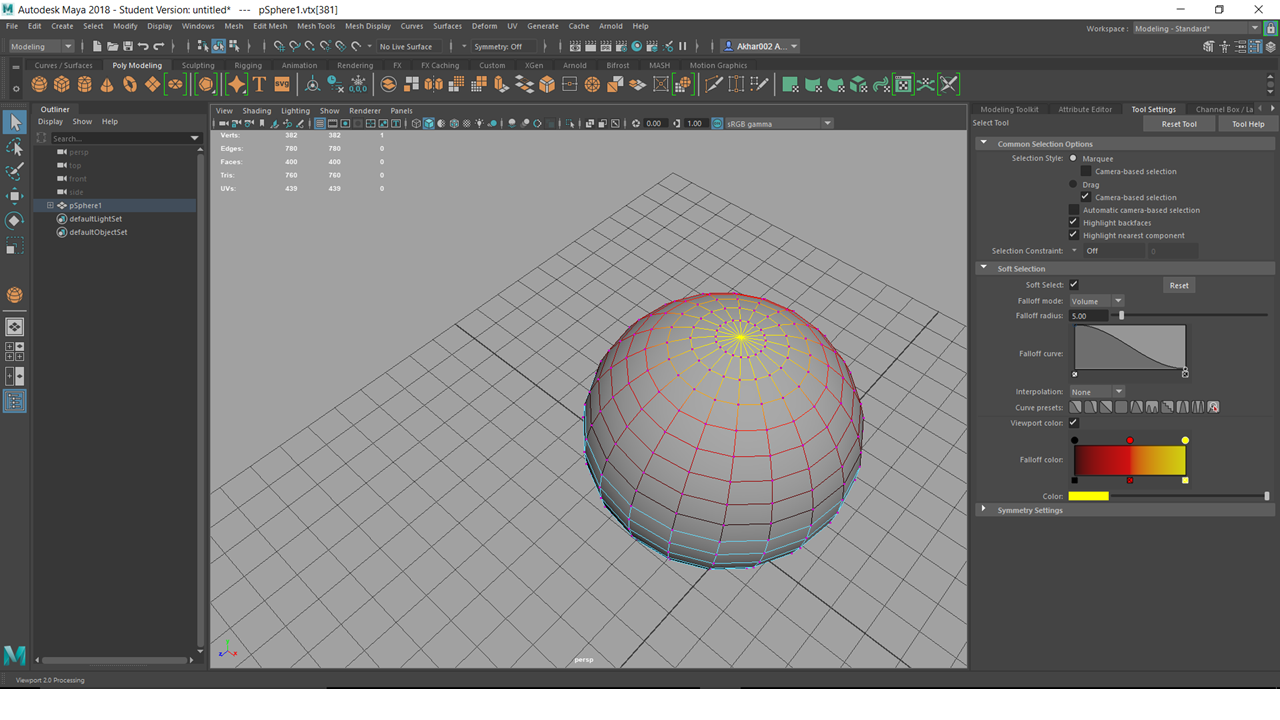 Autodesk Maya 2018 - Student Version: untitled* --- pSphere1.vtx[381]
File Edit Create Select Modify Display Windows Mesh Edit Mesh Mesh Tools Mesh Display Curves Surfaces Deform UV Generate Cache Arnold Help
Workspace: Modeling - Standard*
Modeling No Live Surface Symmetry: Off Akhar002 A...
Curves / Surfaces Poly Modeling Sculpting Rigging Animation Rendering FX FX Caching Custom XGen Arnold Bifrost MASH Motion Graphics
T SVG 0,0,0
Outliner
Display Show Help
Search...
persp
top
front
side
pSphere1
defaultLightSet
defaultObjectSet
View Shading Lighting Show Renderer Panels
0.00 1.00 sRGB gamma
Verts: 382 382 1
Edges: 780 780 0
Faces: 400 400 0
Tris: 760 760 0
UVs: 439 439 0
y
z x
persp
Modeling Toolkit Attribute Editor Tool Settings Channel Box / La
Select Tool Reset Tool Tool Help
Common Selection Options
Selection Style: Marquee
Camera-based selection
Drag
Camera-based selection
Automatic camera-based selection
Highlight backfaces
Highlight nearest component
Selection Constraint: Off 0
Soft Selection
Soft Select: Reset
Falloff mode: Volume
Falloff radius: 5.00
Falloff curve:
Interpolation: None
Curve presets:
Viewport color:
Falloff color:
Color:
Symmetry Settings
Viewport 2.0 Processing